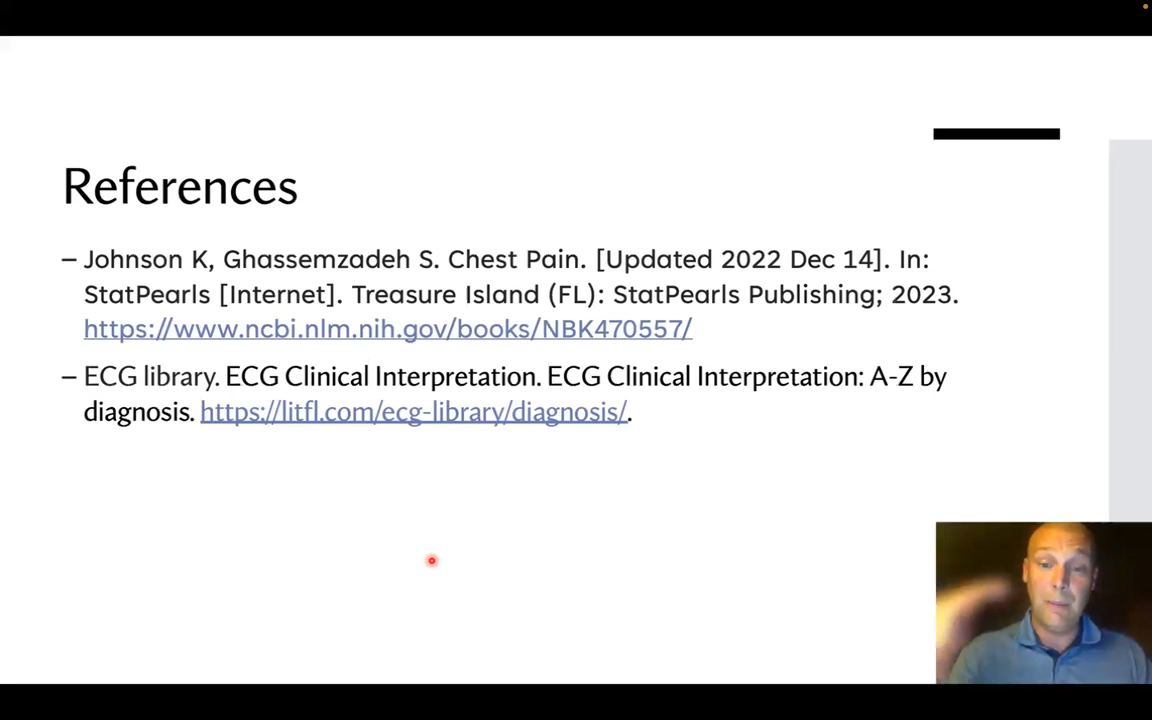 References
– Johnson K, Ghassemzadeh S. Chest Pain. [Updated 2022 Dec 14]. In:
StatPearls [Internet]. Treasure Island (FL): StatPearls Publishing; 2023.
https://www.ncbi.nlm.nih.gov/books/NBK470557/
– ECG library. ECG Clinical Interpretation. ECG Clinical Interpretation: A-Z by
diagnosis. https://litfl.com/ecg-library/diagnosis/.